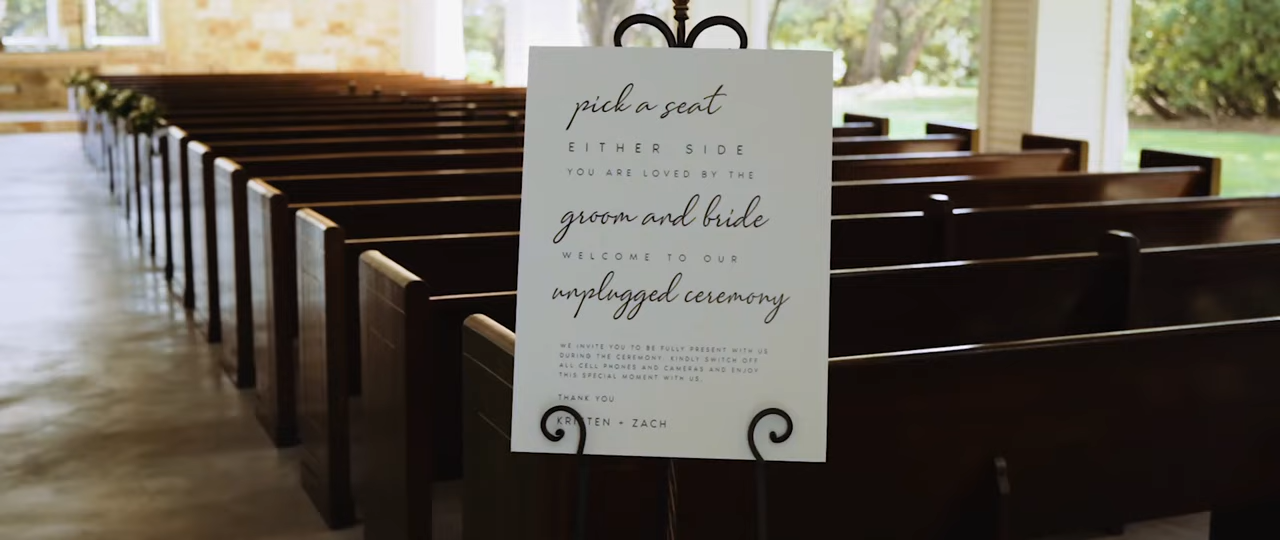 pick a seat
EITHER SIDE
YOU ARE LOVED BY THE
groom and bride
WELCOME TO OUR
unplugged ceremony
WE INVITE YOU TO BE FULLY PRESENT WITH US
DURING THE CEREMONY. KINDLY SWITCH OFF
ALL CELL PHONES AND CAMERAS AND ENJOY
THIS SPECIAL MOMENT WITH US.
THANK YOU
+ ZACH